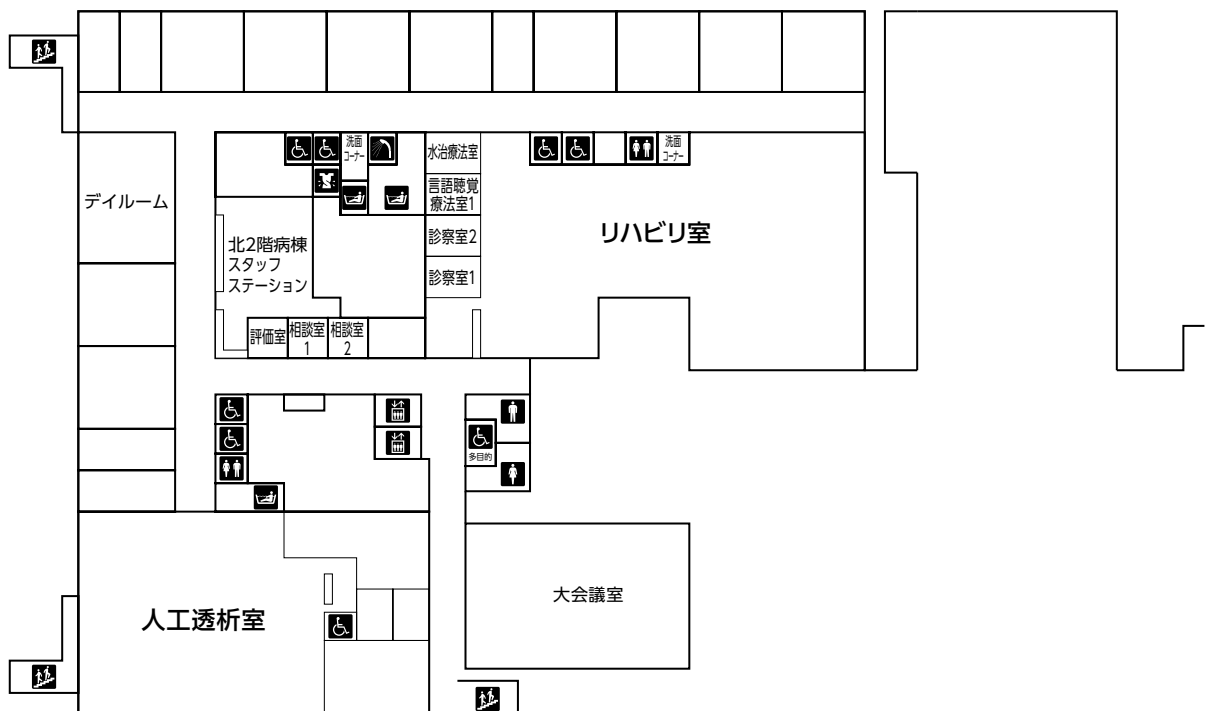 洗面
コーナー
水治療法室
洗面
コーナー
デイルーム
言語聴覚
療法室1
北2階病棟
スタッフ
ステーション
診察室2
リハビリ室
診察室1
評価室
相談室
1
相談室
2
多目的
人工透析室
大会議室